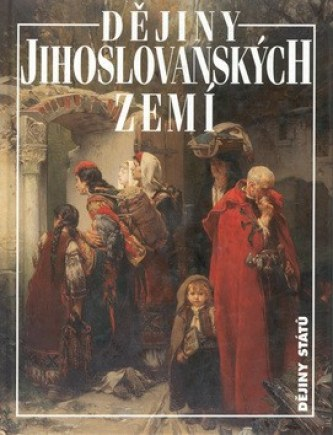 DĚJINY
JIHOSLOVANSKÝCH
ZEMÍ
DĚJINY STÁTŮ